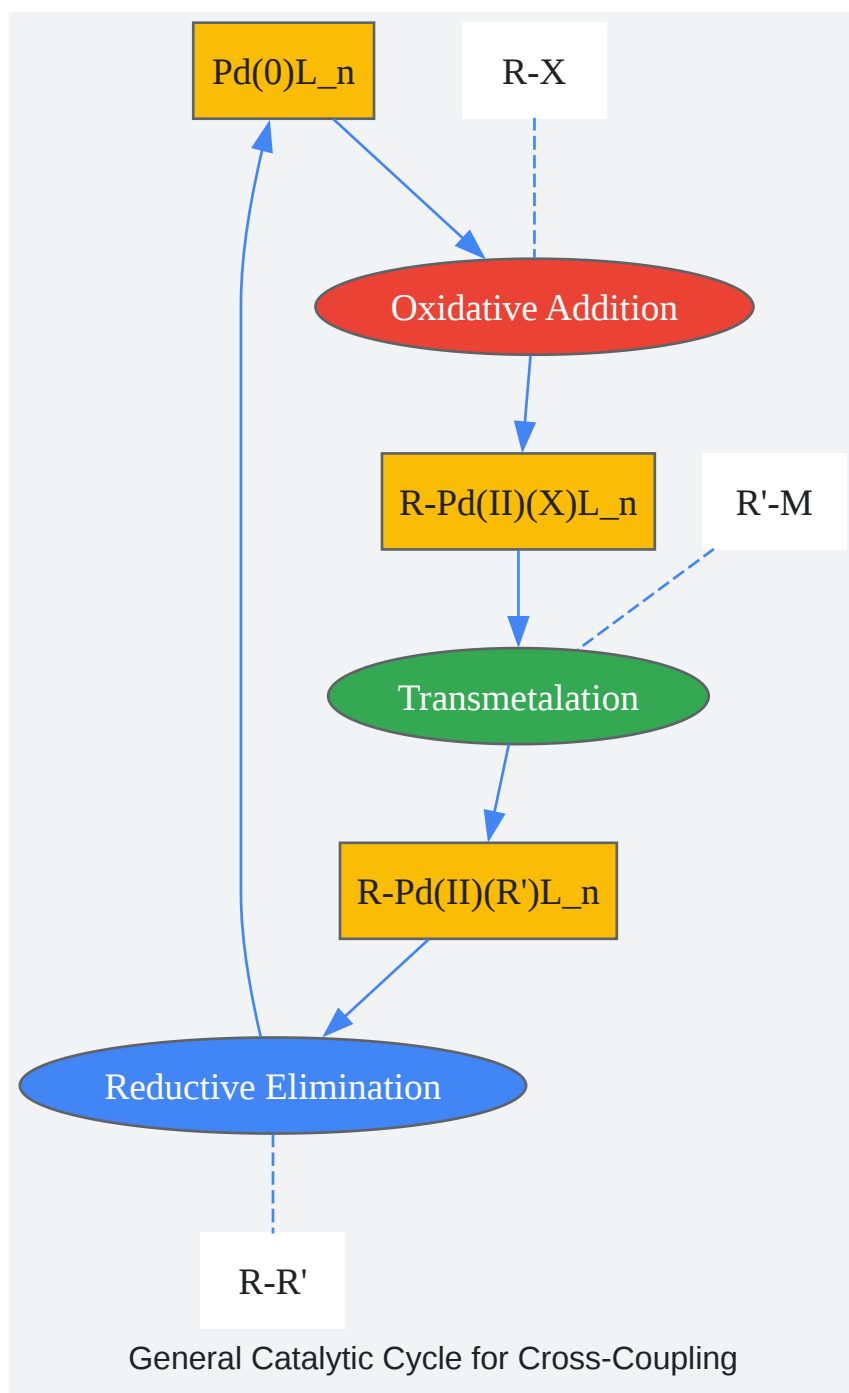 Pd(0)L_n
R-X
Oxidative Addition
R-Pd(II)(X)L_n
R'-M
Transmetalation
R-Pd(II)(R')L_n
Reductive Elimination
R-R'
General Catalytic Cycle for Cross-Coupling